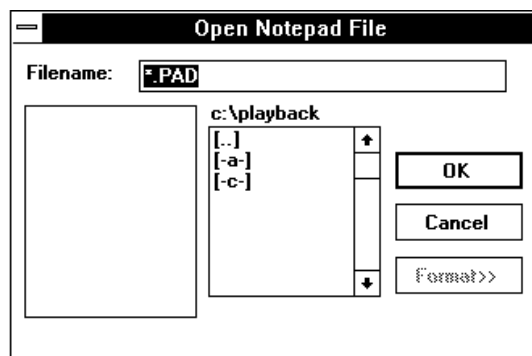 Open Notepad File
Filename: *.PAD
c:\playback
[..]
[-a-]
[-c-]
OK
Cancel
Format>>